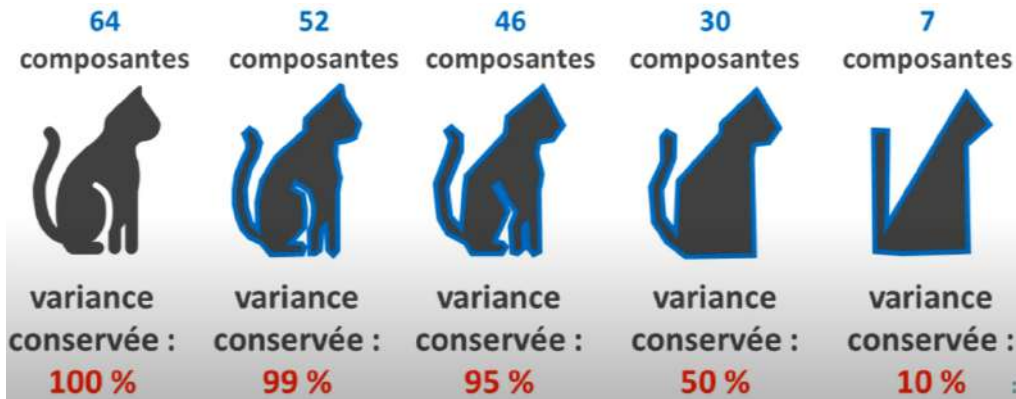 64 52 46 30 7
composantes composantes composantes composantes composantes
variance variance variance variance variance
conservée : conservée : conservée : conservée : conservée :
100 % 99 % 95 % 50 % 10 %